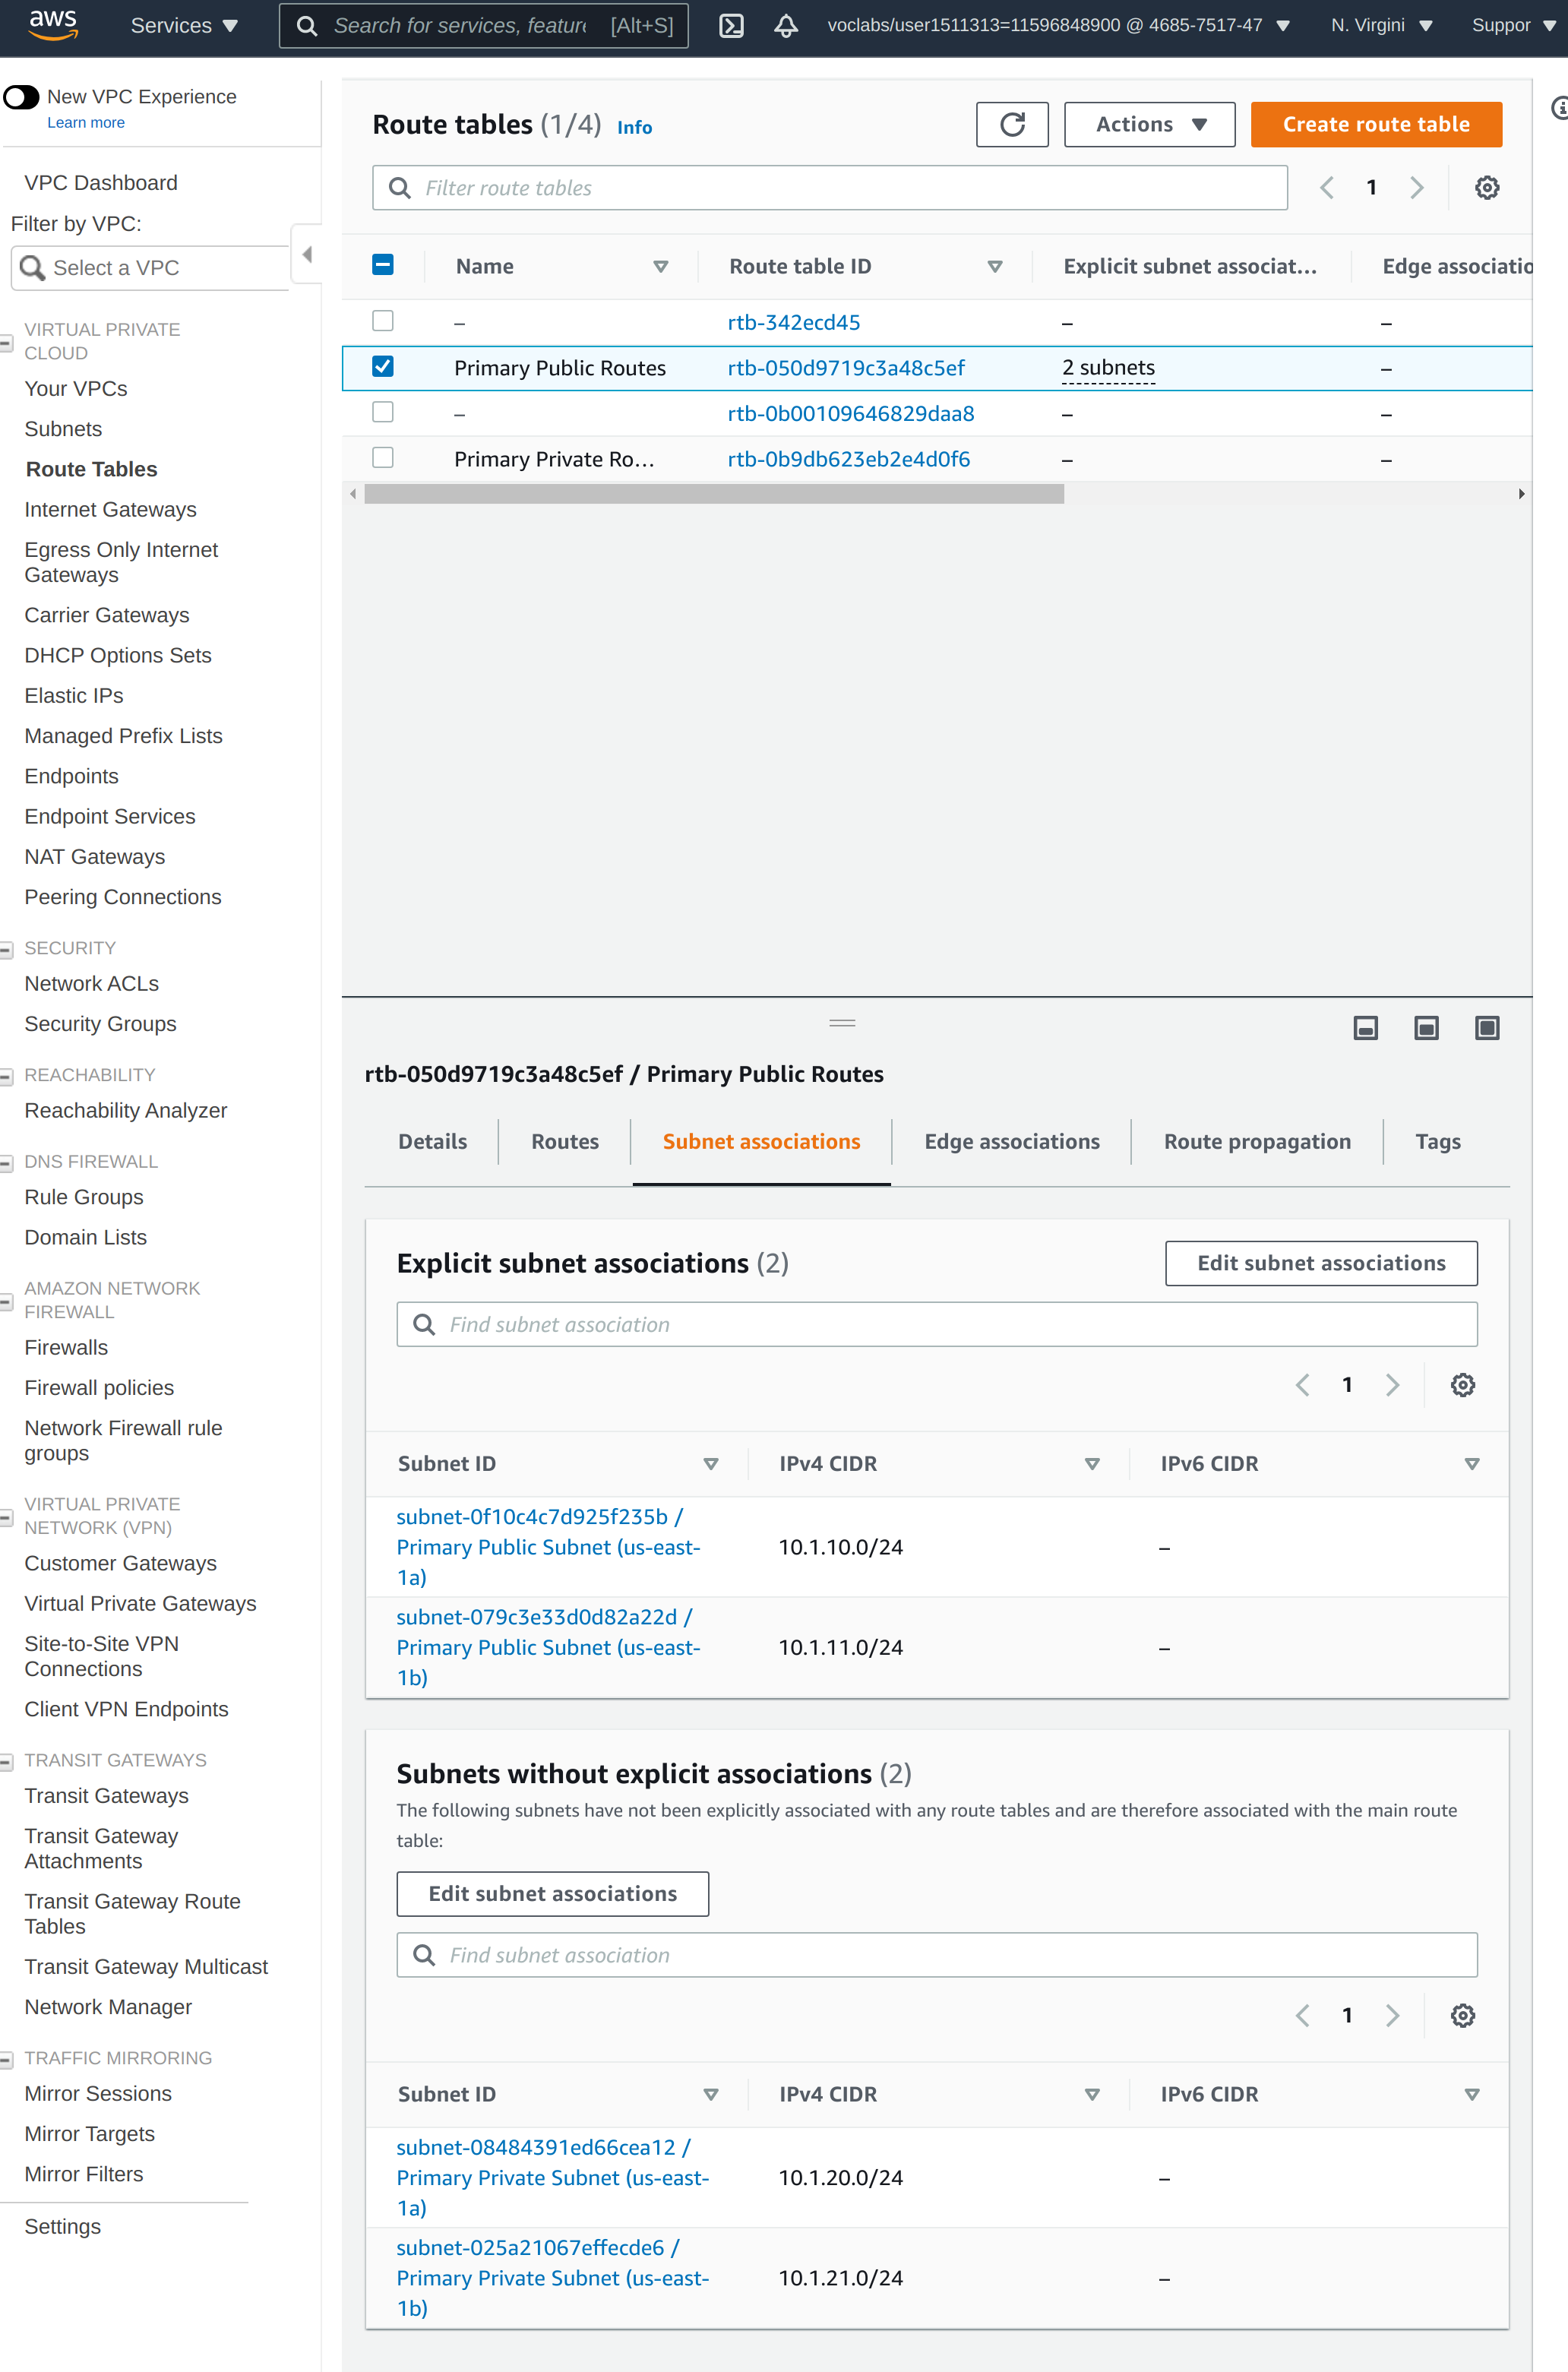 aws
Services
Search for services, feature
[Alt+S]
voclabs/user1511313=11596848900 @ 4685-7517-47
N. Virgini
Suppor
New VPC Experience
Learn more
VPC Dashboard
Filter by VPC:
Select a VPC
VIRTUAL PRIVATE
CLOUD
Your VPCs
Subnets
Route Tables
Internet Gateways
Egress Only Internet
Gateways
Carrier Gateways
DHCP Options Sets
Elastic IPs
Managed Prefix Lists
Endpoints
Endpoint Services
NAT Gateways
Peering Connections
SECURITY
Network ACLs
Security Groups
REACHABILITY
Reachability Analyzer
DNS FIREWALL
Rule Groups
Domain Lists
AMAZON NETWORK
FIREWALL
Firewalls
Firewall policies
Network Firewall rule
groups
VIRTUAL PRIVATE
NETWORK (VPN)
Customer Gateways
Virtual Private Gateways
Site-to-Site VPN
Connections
Client VPN Endpoints
TRANSIT GATEWAYS
Transit Gateways
Transit Gateway
Attachments
Transit Gateway Route
Tables
Transit Gateway Multicast
Network Manager
TRAFFIC MIRRORING
Mirror Sessions
Mirror Targets
Mirror Filters
Settings
Route tables (1/4) Info
Actions
Create route table
Filter route tables
1
Name Route table ID Explicit subnet associat... Edge associatio
– rtb-342ecd45 – –
Primary Public Routes rtb-050d9719c3a48c5ef 2 subnets –
– rtb-0b00109646829daa8 – –
Primary Private Ro... rtb-0b9db623eb2e4d0f6 – –
rtb-050d9719c3a48c5ef / Primary Public Routes
Details Routes Subnet associations Edge associations Route propagation Tags
Explicit subnet associations (2)
Edit subnet associations
Find subnet association
1
Subnet ID IPv4 CIDR IPv6 CIDR
subnet-0f10c4c7d925f235b /
Primary Public Subnet (us-east- 10.1.10.0/24 –
1a)
subnet-079c3e33d0d82a22d /
Primary Public Subnet (us-east- 10.1.11.0/24 –
1b)
Subnets without explicit associations (2)
The following subnets have not been explicitly associated with any route tables and are therefore associated with the main route
table:
Edit subnet associations
Find subnet association
1
Subnet ID IPv4 CIDR IPv6 CIDR
subnet-08484391ed66cea12 /
Primary Private Subnet (us-east- 10.1.20.0/24 –
1a)
subnet-025a21067effecde6 /
Primary Private Subnet (us-east- 10.1.21.0/24 –
1b)